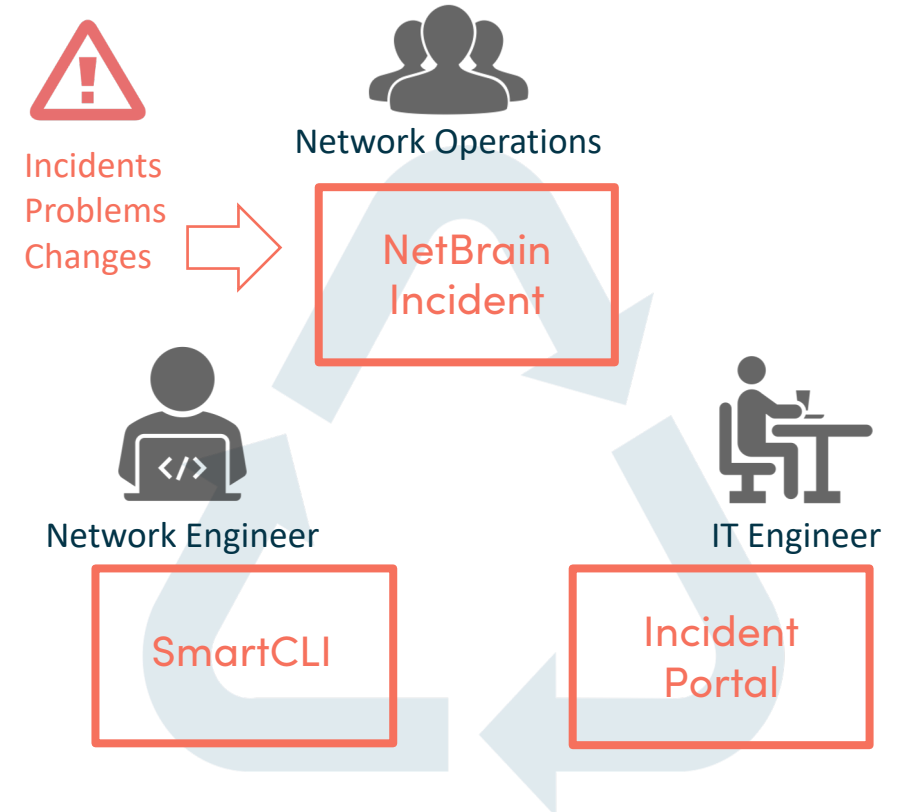 Network Operations
Incidents
Problems
Changes
NetBrain
Incident
</>
Network Engineer
IT Engineer
SmartCLI
Incident
Portal